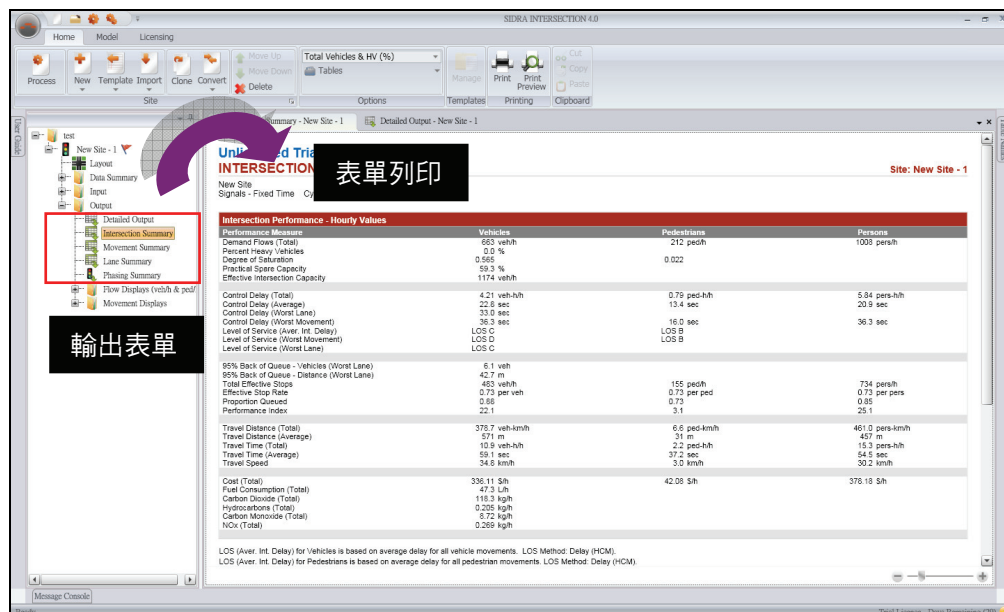 SIDRA INTERSECTION 4.0
Home Model Licensing
Process New Template Import Clone Convert Move Up Move Down Delete Site
Total Vehicles & HV (%) Tables Options
Manage Templates Print Print Preview Printing Cut Copy Paste Clipboard
User Guide
test
New Site - 1
Layout
Data Summary
Input
Output
Detailed Output
Intersection Summary
Movement Summary
Lane Summary
Phasing Summary
Flow Displays (veh/h & ped/
Movement Displays
輸出表單
表單列印
Summary - New Site - 1 Detailed Output - New Site - 1
INTERSECTION
Site: New Site - 1
New Site
Signals - Fixed Time
Intersection Performance - Hourly Values
Performance Measure Vehicles Pedestrians Persons
Demand Flows (Total) 663 veh/h 212 ped/h 1008 pers/h
Percent Heavy Vehicles 0.0 %
Degree of Saturation 0.565 0.022
Practical Spare Capacity 59.3 %
Effective Intersection Capacity 1174 veh/h
Control Delay (Total) 4.21 veh-h/h 0.79 ped-h/h 5.84 pers-h/h
Control Delay (Average) 22.8 sec 13.4 sec 20.9 sec
Control Delay (Worst Lane) 33.0 sec
Control Delay (Worst Movement) 36.3 sec 16.0 sec 36.3 sec
Level of Service (Aver. Int. Delay) LOS C LOS B
Level of Service (Worst Movement) LOS D LOS B
Level of Service (Worst Lane) LOS C
95% Back of Queue - Vehicles (Worst Lane) 6.1 veh
95% Back of Queue - Distance (Worst Lane) 42.7 m
Total Effective Stops 483 veh/h 155 ped/h 734 pers/h
Effective Stop Rate 0.73 per veh 0.73 per ped 0.73 per pers
Proportion Queued 0.88 0.73 0.85
Performance Index 22.1 3.1 25.1
Travel Distance (Total) 378.7 veh-km/h 6.6 ped-km/h 461.0 pers-km/h
Travel Distance (Average) 571 m 31 m 457 m
Travel Time (Total) 10.9 veh-h/h 2.2 ped-h/h 15.3 pers-h/h
Travel Time (Average) 59.1 sec 37.2 sec 54.5 sec
Travel Speed 34.8 km/h 3.0 km/h 30.2 km/h
Cost (Total) 336.11 $/h 42.08 $/h 378.18 $/h
Fuel Consumption (Total) 47.3 L/h
Carbon Dioxide (Total) 118.3 kg/h
Hydrocarbons (Total) 0.205 kg/h
Carbon Monoxide (Total) 8.72 kg/h
NOx (Total) 0.269 kg/h
LOS (Aver. Int. Delay) for Vehicles is based on average delay for all vehicle movements. LOS Method: Delay (HCM).
LOS (Aver. Int. Delay) for Pedestrians is based on average delay for all pedestrian movements. LOS Method: Delay (HCM).
Message Console